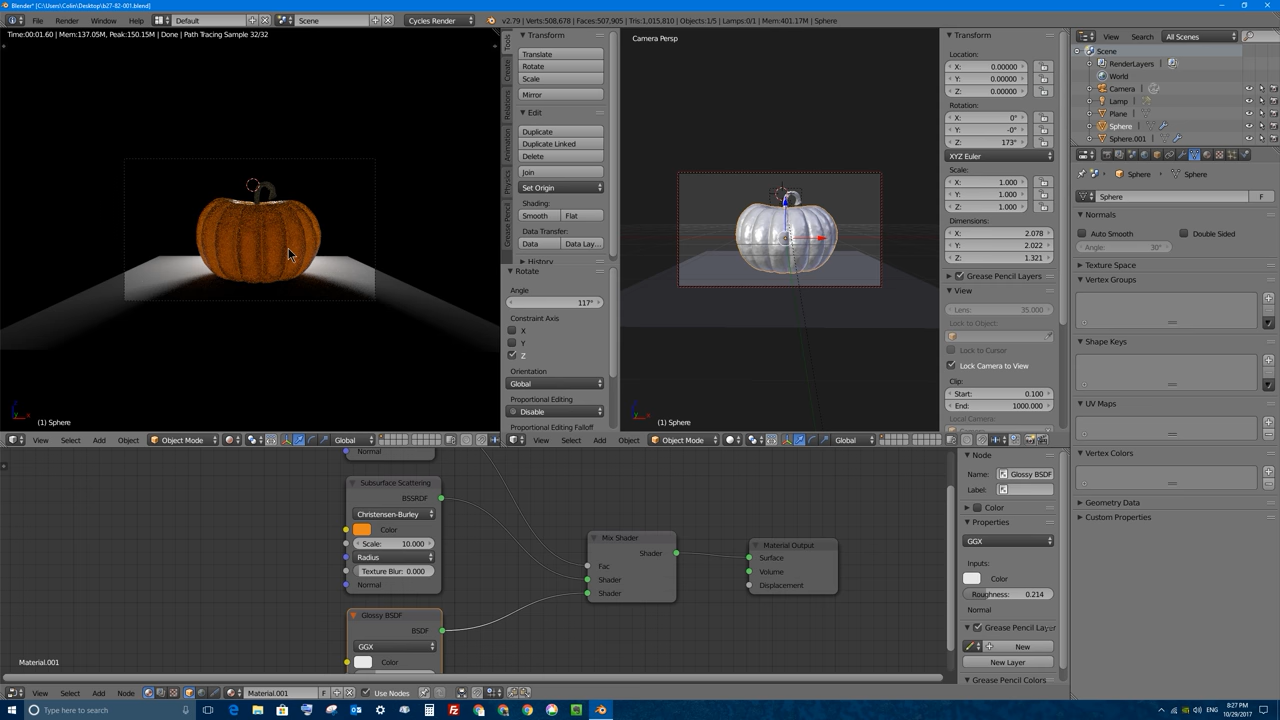 Blender* [C:\Users\Colin\Desktop\b27-82-001.blend]
File Render Window Help Default Scene Cycles Render v2.79 | Verts:508,678 | Faces:507,905 | Tris:1,015,810 | Objects:1/5 | Lamps:0/1 | Mem:401.17M | Sphere
Time:00:01.60 | Mem:137.05M, Peak:150.15M | Done | Path Tracing Sample 32/32
(1) Sphere
View Select Add Object Object Mode Global
Tools
Create
Relations
Animation
Physics
Grease Pencil
Transform
Translate
Rotate
Scale
Mirror
Edit
Duplicate
Duplicate Linked
Delete
Join
Set Origin
Shading:
Smooth Flat
Data Transfer:
Data Data Lay...
History
Rotate
Angle
117°
Constraint Axis
X
Y
Z
Orientation
Global
Proportional Editing
Disable
Proportional Editing Falloff
Camera Persp
(1) Sphere
View Select Add Object Object Mode Global
Transform
Location:
X: 0.00000
Y: 0.00000
Z: 0.00000
Rotation:
X: 0°
Y: -0°
Z: 173°
XYZ Euler
Scale:
X: 1.000
Y: 1.000
Z: 1.000
Dimensions:
X: 2.078
Y: 2.022
Z: 1.321
Grease Pencil Layers
View
Lens: 35.000
Lock to Object:
Lock to Cursor
Lock Camera to View
Clip:
Start: 0.100
End: 1000.000
Local Camera:
View Search All Scenes
Scene
RenderLayers
World
Camera
Lamp
Plane
Sphere
Sphere.001
Sphere Sphere
Sphere F
Normals
Auto Smooth Double Sided
Angle: 30°
Texture Space
Vertex Groups
Shape Keys
UV Maps
Vertex Colors
Geometry Data
Custom Properties
Normal
Subsurface Scattering
BSSRDF
Christensen-Burley
Color
Scale: 10.000
Radius
Texture Blur: 0.000
Normal
Glossy BSDF
BSDF
GGX
Color
Mix Shader
Shader
Fac
Shader
Shader
Material Output
Surface
Volume
Displacement
Material.001
Node
Name: Glossy BSDF
Label:
Color
Properties
GGX
Inputs:
Color
Roughness: 0.214
Normal
Grease Pencil Layer
New
New Layer
Grease Pencil Colors
View Select Add Node Material.001 F Use Nodes
Type here to search
ENG
8:27 PM
10/29/2017